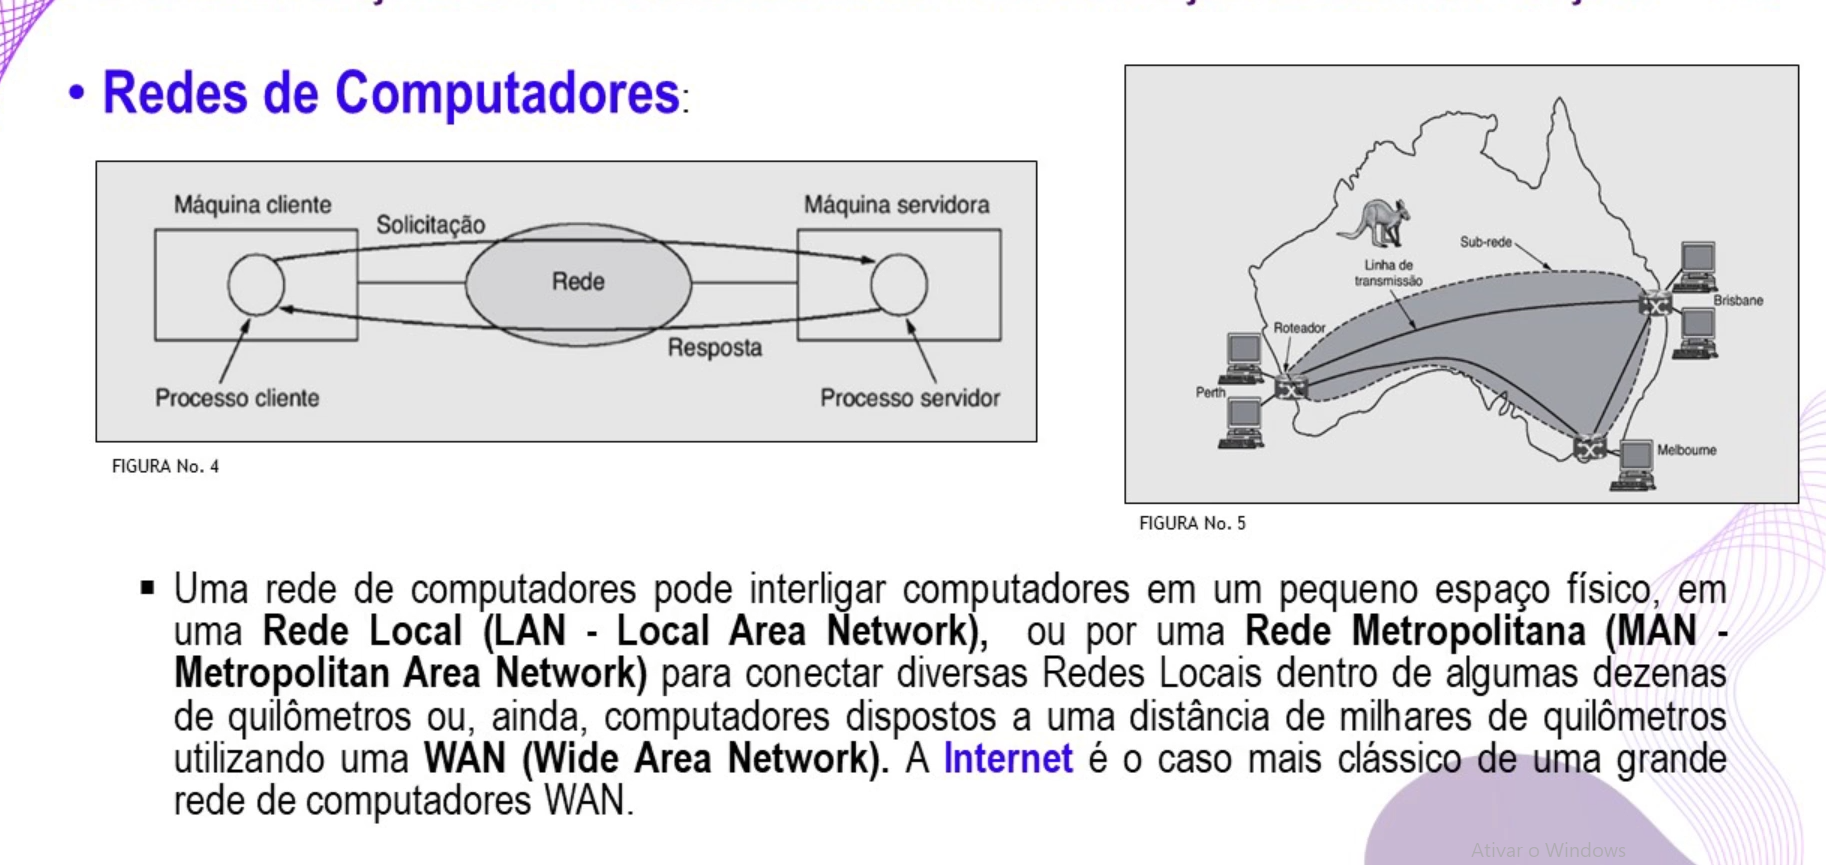 • Redes de Computadores:
Máquina cliente
Solicitação
Rede
Máquina servidora
Resposta
Processo cliente
Processo servidor
FIGURA No. 4
Sub-rede
Linha de
transmissão
Roteador
Brisbane
Perth
Melbourne
FIGURA No. 5
▪ Uma rede de computadores pode interligar computadores em um pequeno espaço físico, em
uma Rede Local (LAN - Local Area Network), ou por uma Rede Metropolitana (MAN -
Metropolitan Area Network) para conectar diversas Redes Locais dentro de algumas dezenas
de quilômetros ou, ainda, computadores dispostos a uma distância de milhares de quilômetros
utilizando uma WAN (Wide Area Network). A Internet é o caso mais clássico de uma grande
rede de computadores WAN.
Ativar o Windows